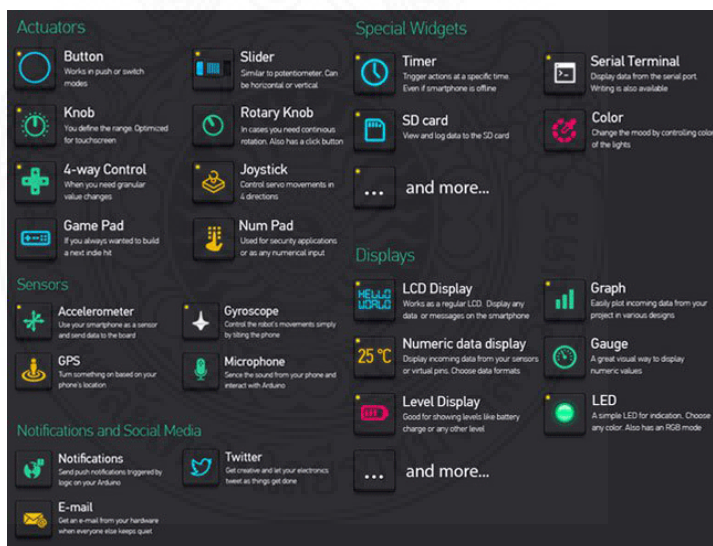 Actuators
Button
Works in push or switch
modes
Slider
Similar to potentiometer. Can
be horizontal or vertical
Knob
You define the range. Optimized
for touchscreen
Rotary Knob
In cases you need continious
rotation. Also has a click button
4-way Control
When you need granular
value changes
Joystick
Control servo movements in
4 directions
Game Pad
If you always wanted to build
a next indie hit
Num Pad
Used for security applications
or as any numerical input
Sensors
Accelerometer
Use your smartphone as a sensor
and send data to the board
Gyroscope
Control the robot's movements simply
by tilting the phone
GPS
Turn something on based on your
phone's location
Microphone
Sence the sound from your phone and
interact with Arduino
Notifications and Social Media
Notifications
Send push notifications triggered by
logic on your Arduino
Twitter
Get creative and let your electronics
tweet as things get done
E-mail
Get an e-mail from your hardware
when everyone else keeps quiet
Special Widgets
Timer
Trigger actions at a specific time.
Even if smartphone is offline
Serial Terminal
Display data from the serial port.
Writing is also available
SD card
View and log data to the SD card
Color
Change the mood by controlling color
of the lights
... and more...
Displays
HELLO
WORLD
LCD Display
Works as a regular LCD. Display any
data or messages on the smartphone
Graph
Easily plot incoming data from your
project in various designs
25 °C
Numeric data display
Display incoming data from your sensors
or virtual pins. Choose data formats
Gauge
A great visual way to display
numeric values
Level Display
Good for showing levels like battery
charge or any other level
LED
A simple LED for indication. Choose
any color. Also has an RGB mode
... and more...